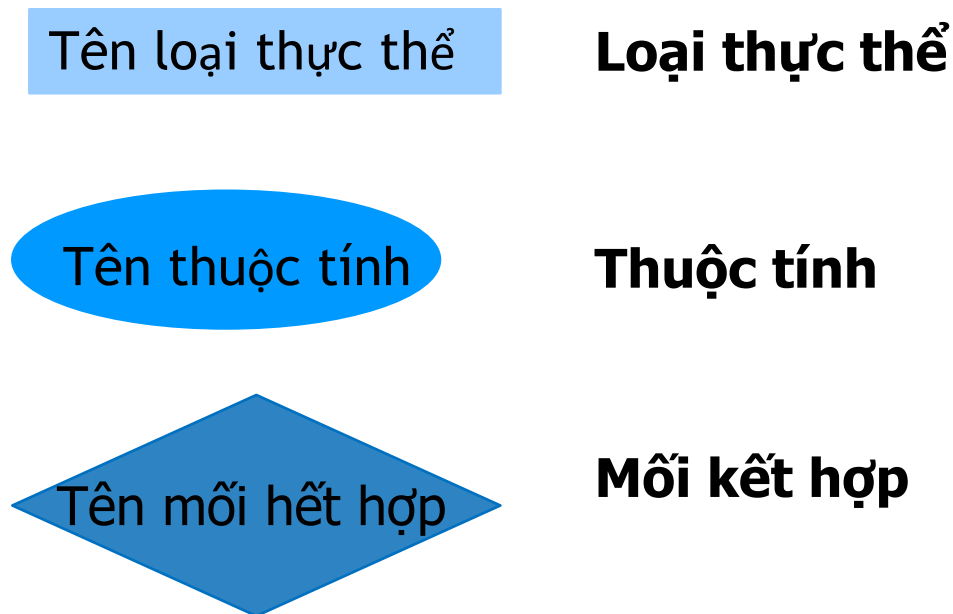 Tên loại thực thể
Loại thực thể
Tên thuộc tính
Thuộc tính
Tên mối hết hợp
Mối kết hợp